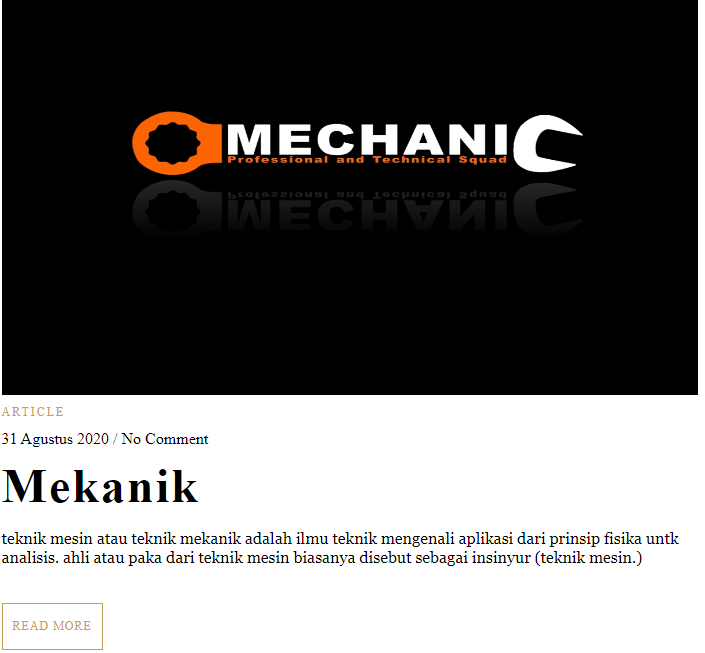 MECHANIC
Professional and Technical Squad
ARTICLE
31 Agustus 2020 / No Comment
Mekanik
teknik mesin atau teknik mekanik adalah ilmu teknik mengenali aplikasi dari prinsip fisika untk
analisis. ahli atau paka dari teknik mesin biasanya disebut sebagai insinyur (teknik mesin.)
READ MORE